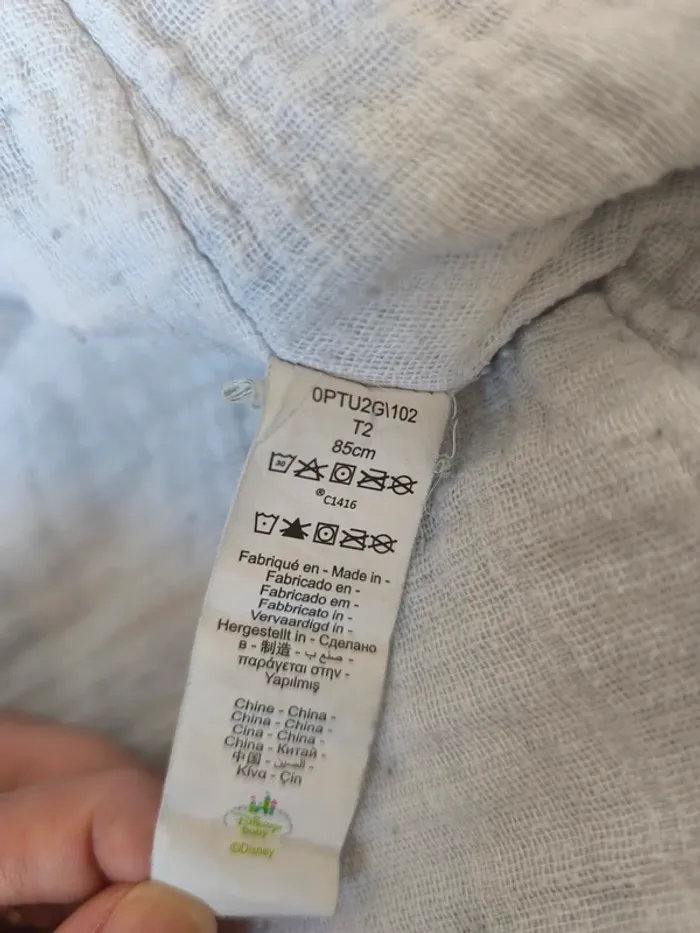 0PTU2G\102
T2
85cm
30
®C1416
Fabriqué en - Made in -
Fabricado en -
Fabricado em -
Fabbricato in -
Vervaardigd in -
Hergestellt in - Сделано
в - 制造 - صنع ب -
παράγεται στην -
Yapılmış
Chine - China -
China - China -
Cina - China -
China - Китай -
中国 - الصين -
Κίνα - Çin
Disney
baby
©Disney